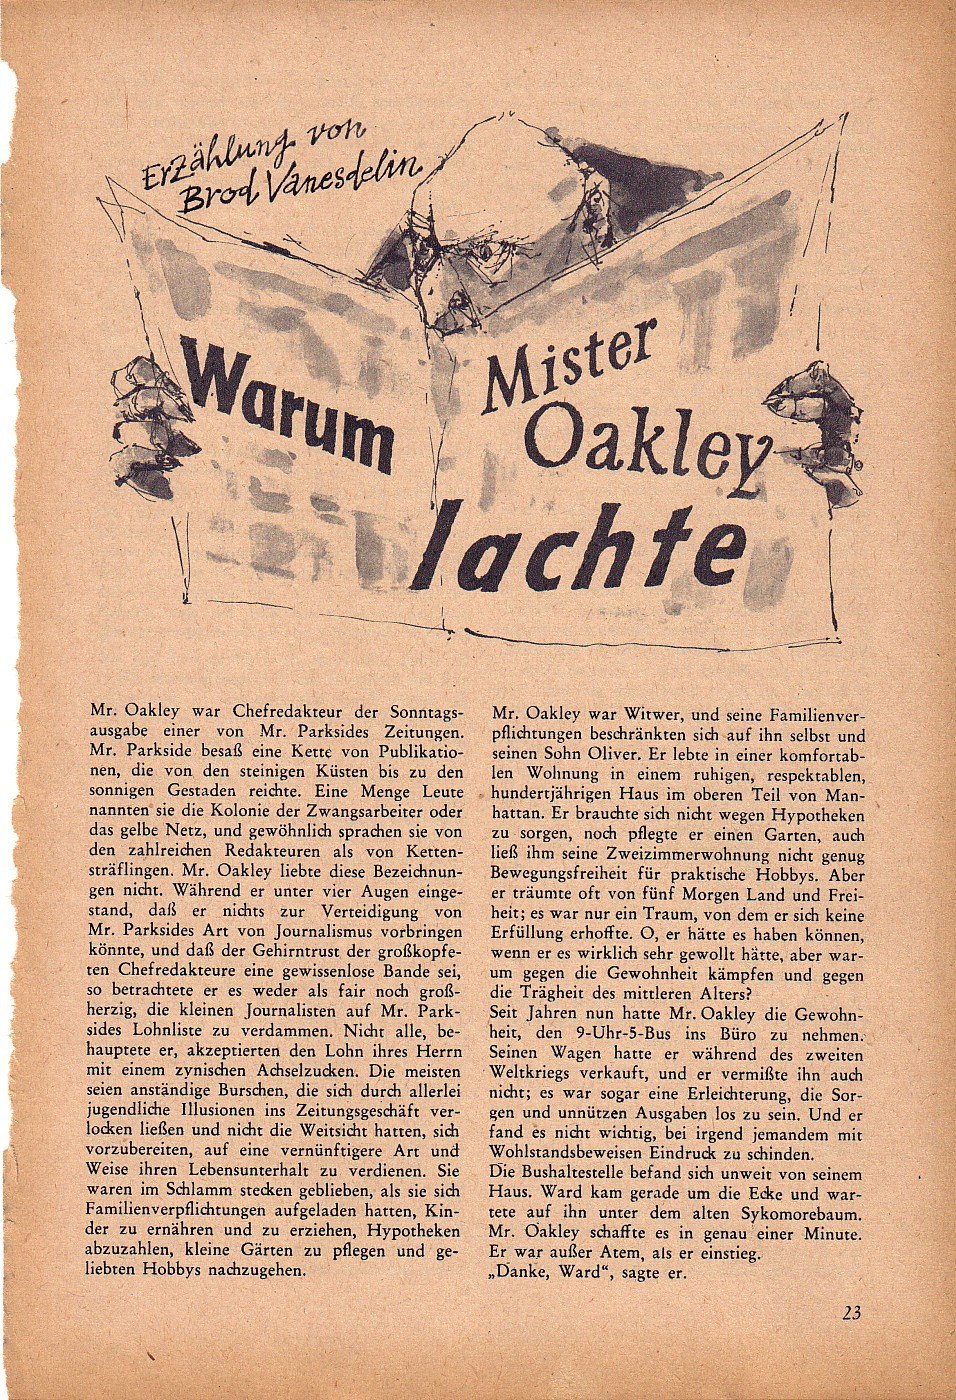 Erzählung von
Brod Vanesdelin
Warum
Mister
Oakley
lachte
Mr. Oakley war Chefredakteur der Sonntags-
ausgabe einer von Mr. Parksides Zeitungen.
Mr. Parkside besaß eine Kette von Publikatio-
nen, die von den steinigen Küsten bis zu den
sonnigen Gestaden reichte. Eine Menge Leute
nannten sie die Kolonie der Zwangsarbeiter oder
das gelbe Netz, und gewöhnlich sprachen sie von
den zahlreichen Redakteuren als von Ketten-
sträflingen. Mr. Oakley liebte diese Bezeichnun-
gen nicht. Während er unter vier Augen einge-
stand, daß er nichts zur Verteidigung von
Mr. Parksides Art von Journalismus vorbringen
könnte, und daß der Gehirntrust der großkopfe-
ten Chefredakteure eine gewissenlose Bande sei,
so betrachtete er es weder als fair noch groß-
herzig, die kleinen Journalisten auf Mr. Park-
sides Lohnliste zu verdammen. Nicht alle, be-
hauptete er, akzeptierten den Lohn ihres Herrn
mit einem zynischen Achselzucken. Die meisten
seien anständige Burschen, die sich durch allerlei
jugendliche Illusionen ins Zeitungsgeschäft ver-
locken ließen und nicht die Weitsicht hatten, sich
vorzubereiten, auf eine vernünftigere Art und
Weise ihren Lebensunterhalt zu verdienen. Sie
waren im Schlamm stecken geblieben, als sie sich
Familienverpflichtungen aufgeladen hatten, Kin-
der zu ernähren und zu erziehen, Hypotheken
abzuzahlen, kleine Gärten zu pflegen und ge-
liebten Hobbys nachzugehen.
Mr. Oakley war Witwer, und seine Familienver-
pflichtungen beschränkten sich auf ihn selbst und
seinen Sohn Oliver. Er lebte in einer komfortab-
len Wohnung in einem ruhigen, respektablen,
hundertjährigen Haus im oberen Teil von Man-
hattan. Er brauchte sich nicht wegen Hypotheken
zu sorgen, noch pflegte er einen Garten, auch
ließ ihm seine Zweizimmerwohnung nicht genug
Bewegungsfreiheit für praktische Hobbys. Aber
er träumte oft von fünf Morgen Land und Frei-
heit; es war nur ein Traum, von dem er sich keine
Erfüllung erhoffte. O, er hätte es haben können,
wenn er es wirklich sehr gewollt hätte, aber war-
um gegen die Gewohnheit kämpfen und gegen
die Trägheit des mittleren Alters?
Seit Jahren nun hatte Mr. Oakley die Gewohn-
heit, den 9-Uhr-5-Bus ins Büro zu nehmen.
Seinen Wagen hatte er während des zweiten
Weltkriegs verkauft, und er vermißte ihn auch
nicht; es war sogar eine Erleichterung, die Sor-
gen und unnützen Ausgaben los zu sein. Und er
fand es nicht wichtig, bei irgend jemandem mit
Wohlstandsbeweisen Eindruck zu schinden.
Die Bushaltestelle befand sich unweit von seinem
Haus. Ward kam gerade um die Ecke und war-
tete auf ihn unter dem alten Sykomorebaum.
Mr. Oakley schaffte es in genau einer Minute.
Er war außer Atem, als er einstieg.
„Danke, Ward“, sagte er.
23